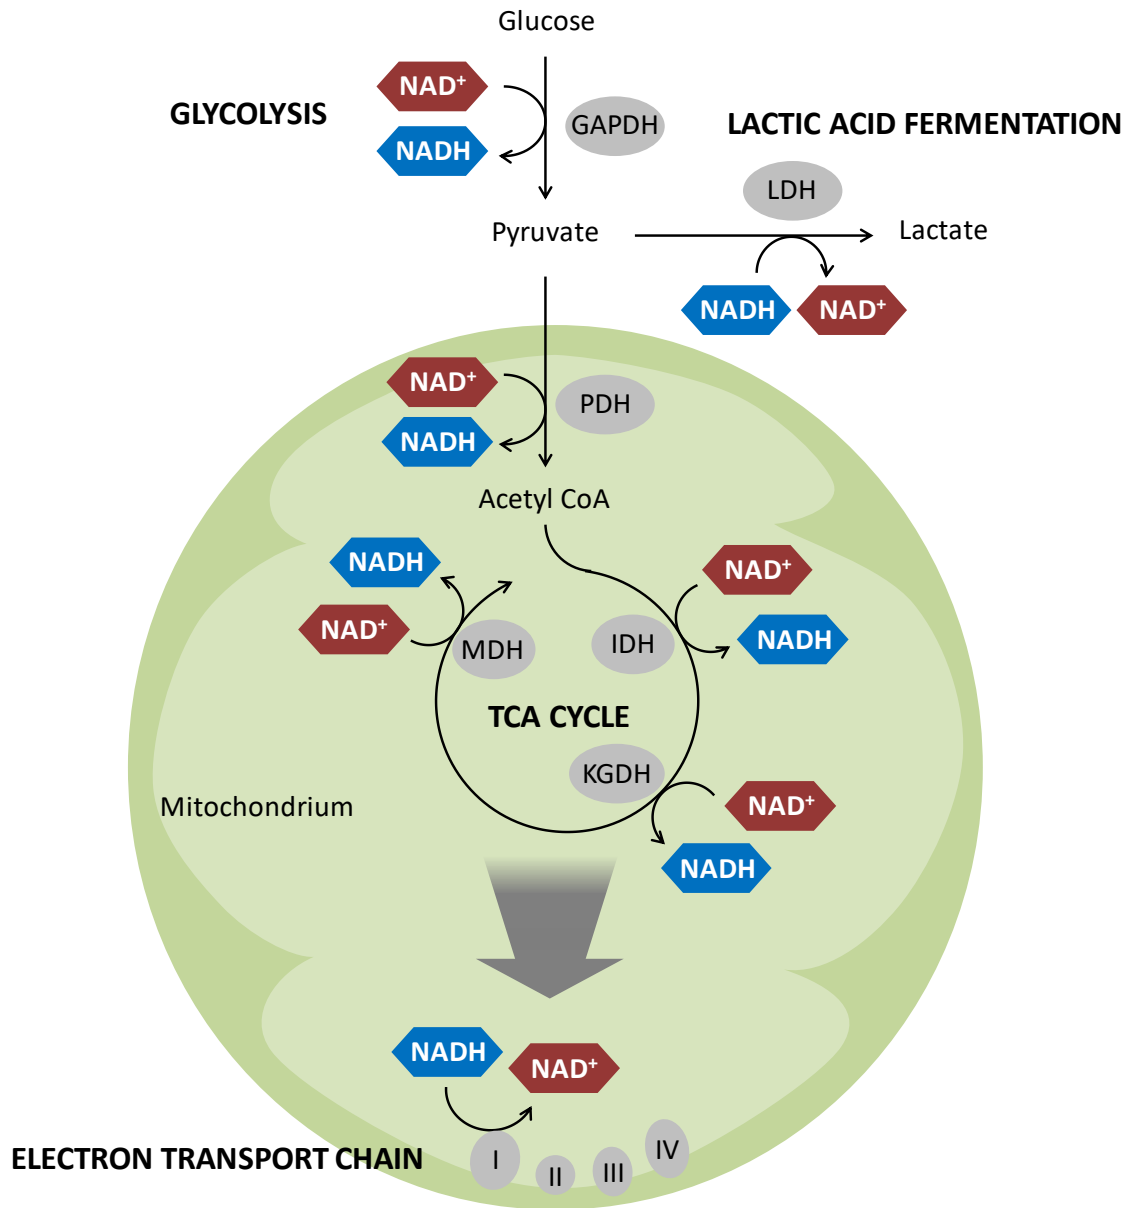 Glucose
NAD⁺
GLYCOLYSIS
GAPDH
LACTIC ACID FERMENTATION
NADH
LDH
Pyruvate
Lactate
NADH
NAD⁺
NAD⁺
PDH
NADH
Acetyl CoA
NADH
NAD⁺
NAD⁺
MDH
IDH
NADH
TCA CYCLE
KGDH
Mitochondrium
NAD⁺
NADH
NADH
NAD⁺
ELECTRON TRANSPORT CHAIN
I
II
III
IV